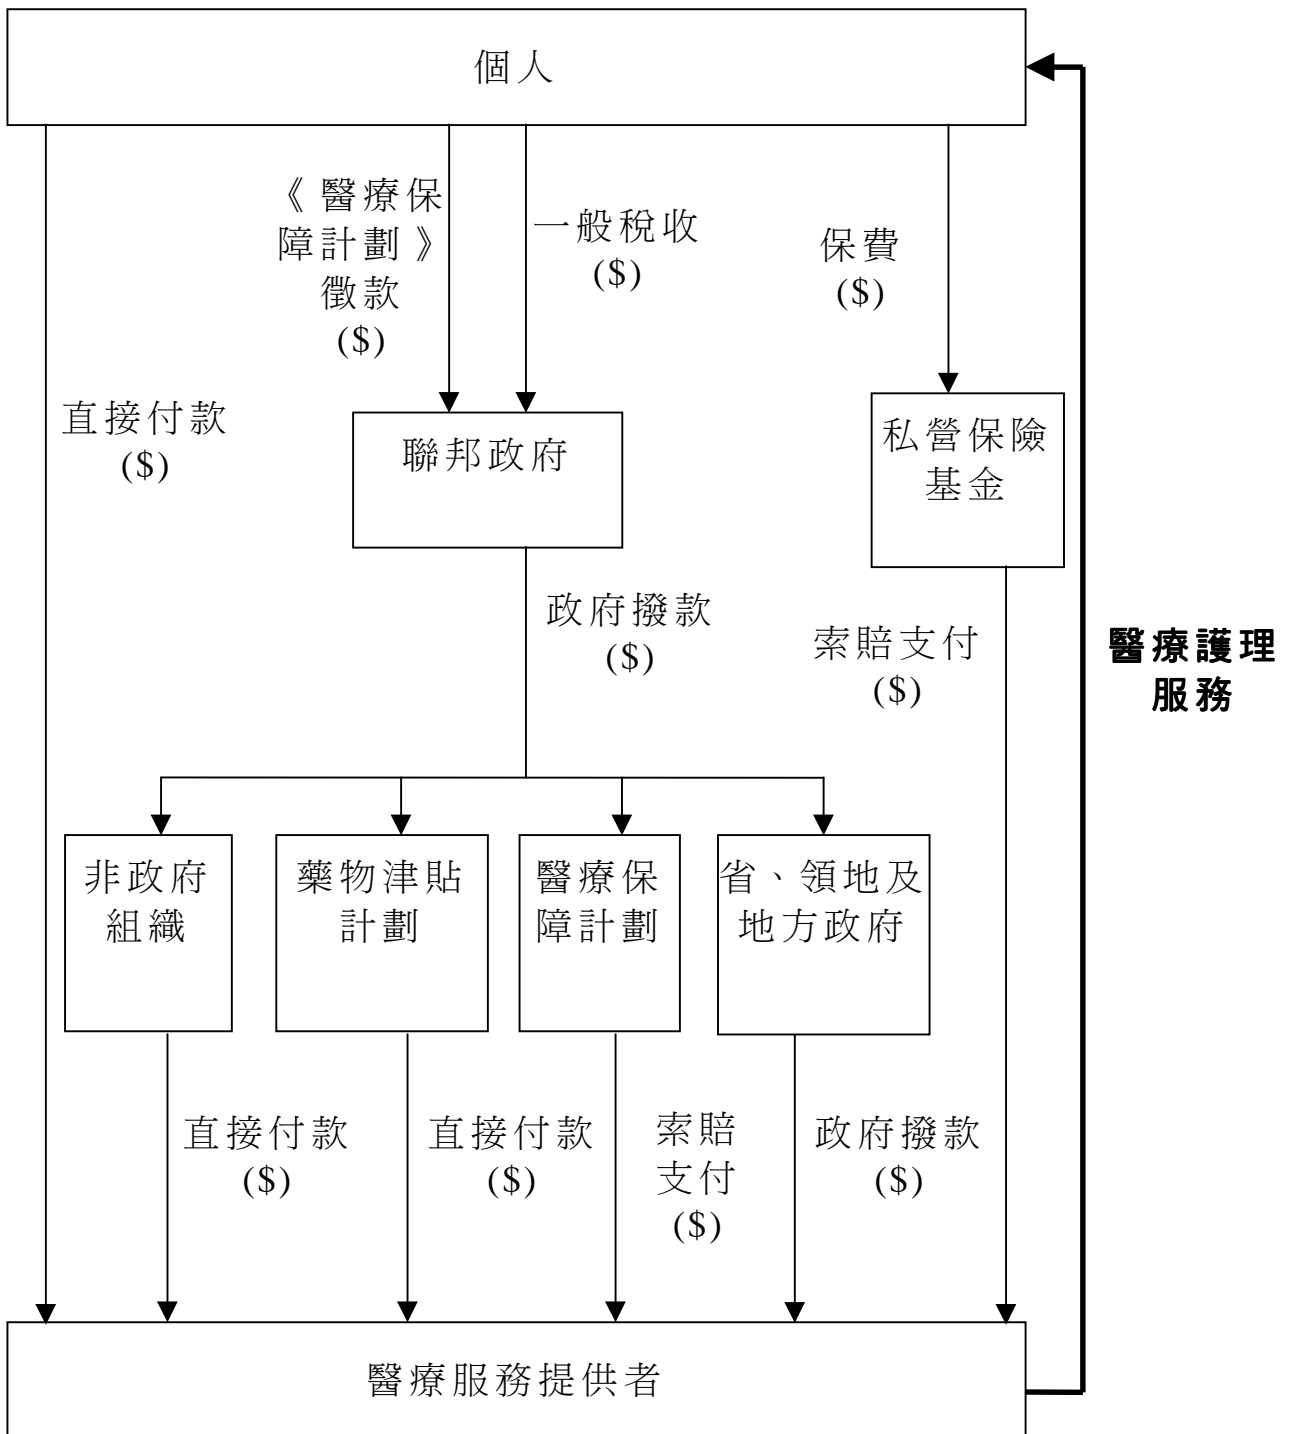 個人
《醫療保
障計劃》
徵款
($)
一般稅收
($)
保費
($)
直接付款
($)
聯邦政府
私營保險
基金
政府撥款
($)
索賠支付
($)
醫療護理
服務
非政府
組織
藥物津貼
計劃
醫療保
障計劃
省、領地及
地方政府
直接付款
($)
直接付款
($)
索賠
支付
($)
政府撥款
($)
醫療服務提供者